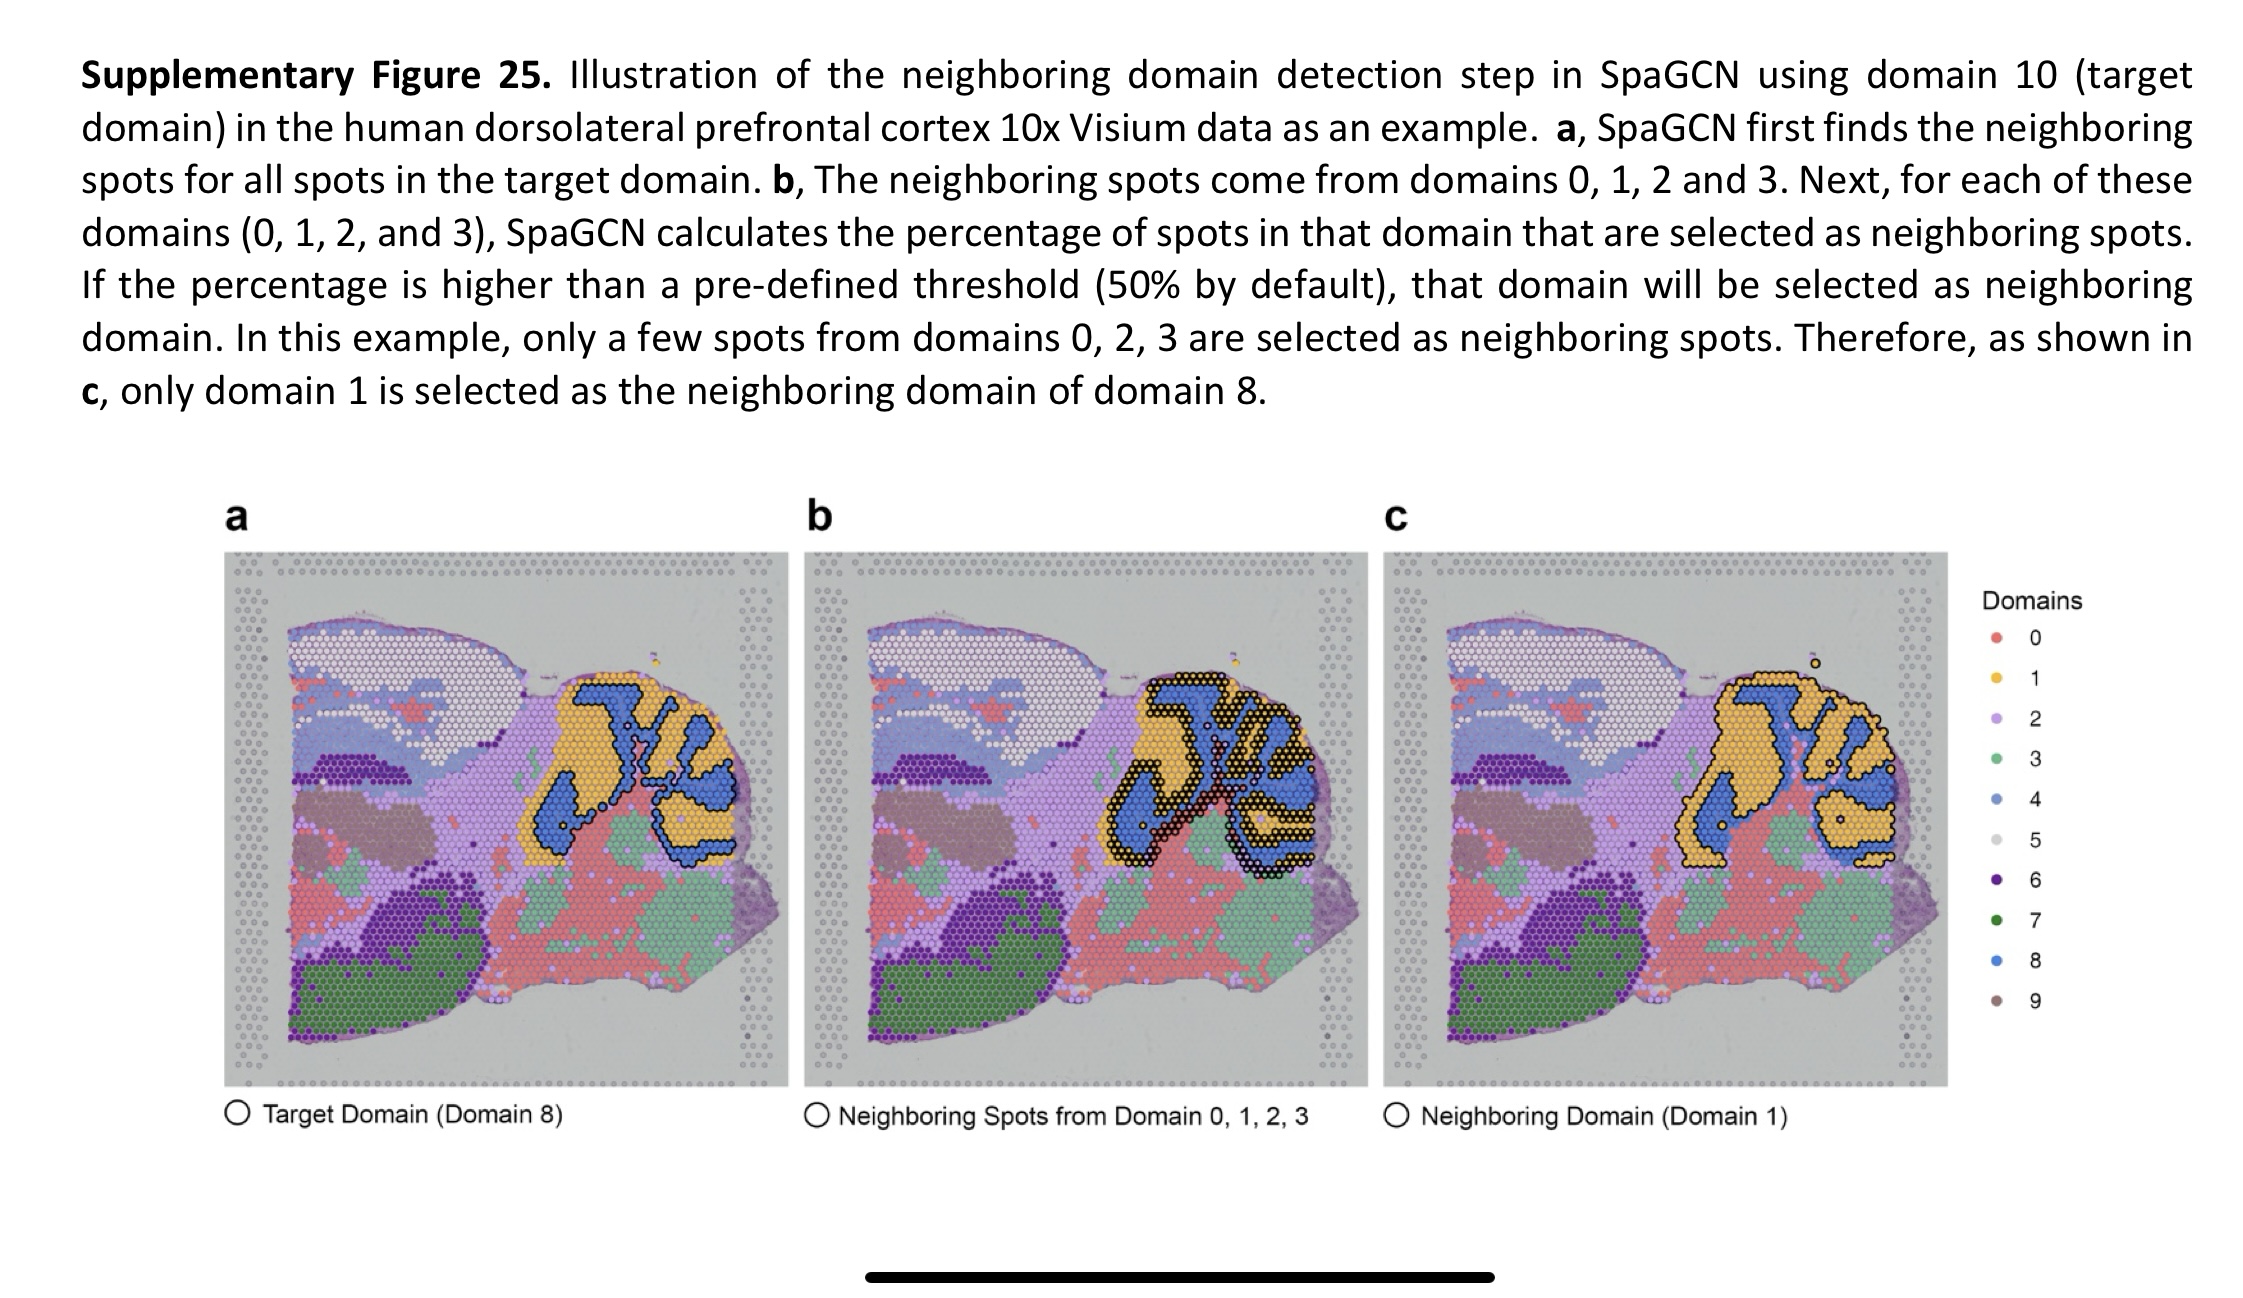 Supplementary Figure 25. Illustration of the neighboring domain detection step in SpaGCN using domain 10 (target
domain) in the human dorsolateral prefrontal cortex 10x Visium data as an example. a, SpaGCN first finds the neighboring
spots for all spots in the target domain. b, The neighboring spots come from domains 0, 1, 2 and 3. Next, for each of these
domains (0, 1, 2, and 3), SpaGCN calculates the percentage of spots in that domain that are selected as neighboring spots.
If the percentage is higher than a pre-defined threshold (50% by default), that domain will be selected as neighboring
domain. In this example, only a few spots from domains 0, 2, 3 are selected as neighboring spots. Therefore, as shown in
c, only domain 1 is selected as the neighboring domain of domain 8.
a
b
c
Domains
0
1
2
3
4
5
6
7
8
9
Target Domain (Domain 8)
Neighboring Spots from Domain 0, 1, 2, 3
Neighboring Domain (Domain 1)